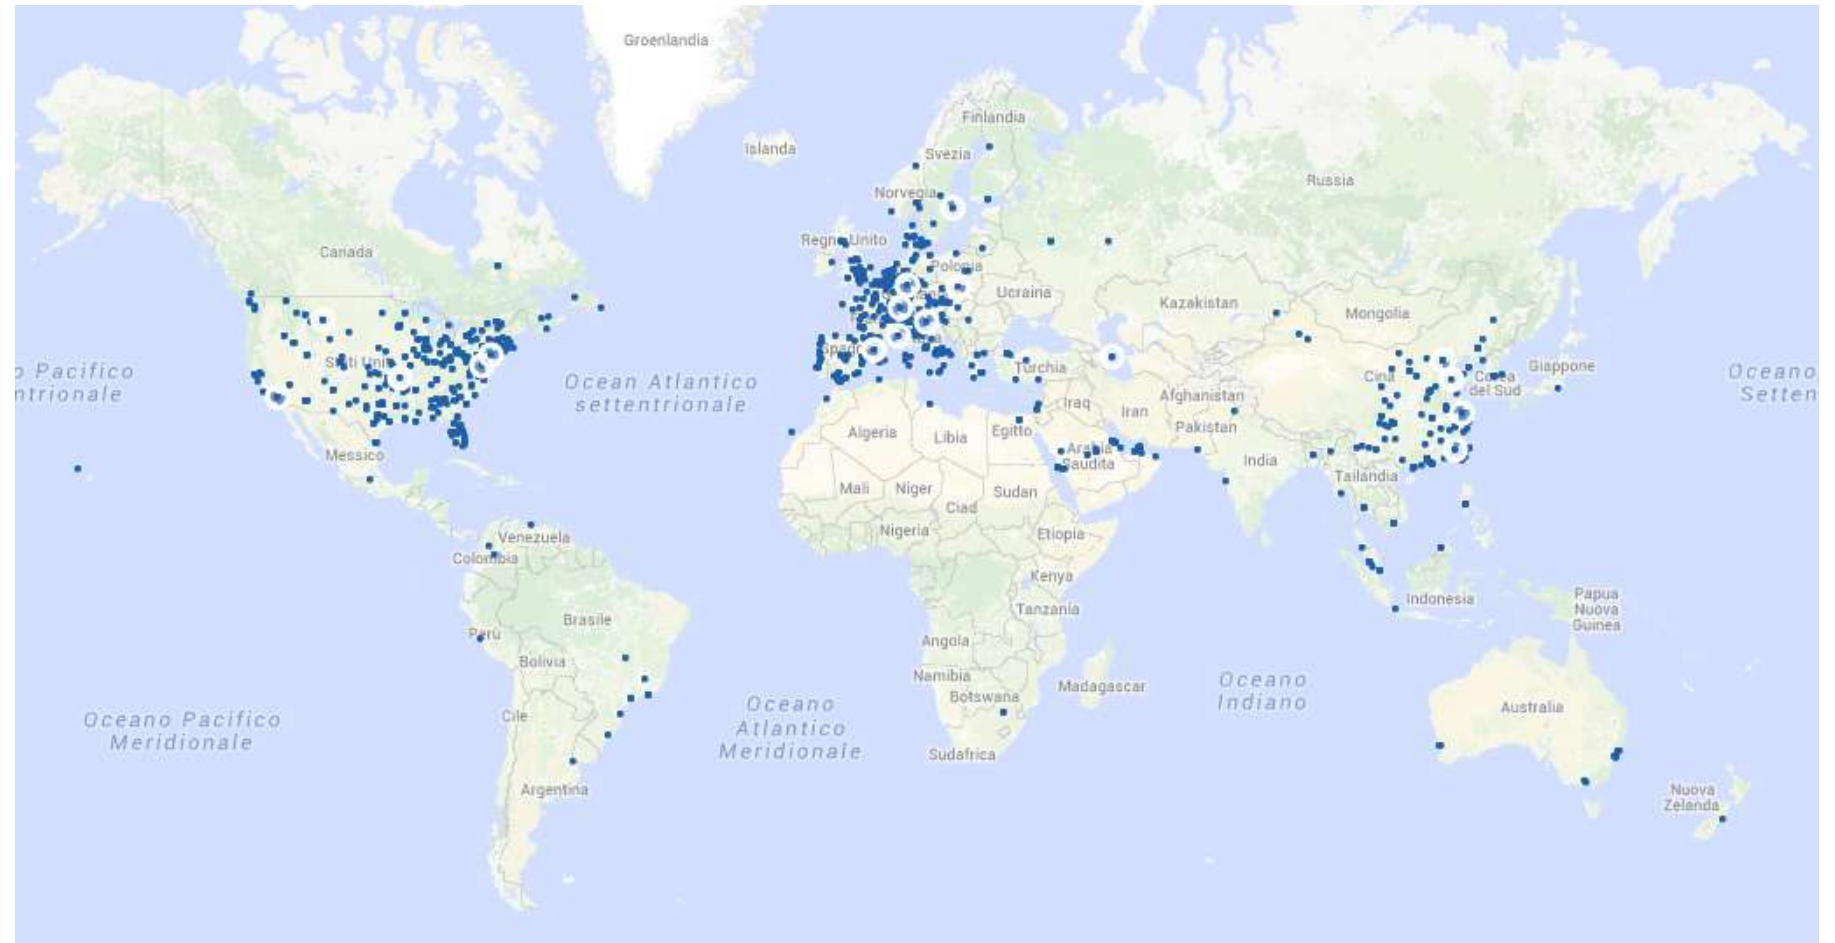 Groenlandia
Finlandia
Islanda
Svezia
Russia
Norvegia
Regno Unito
Canada
Polonia
Ucraina
Kazakistan
Mongolia
Spagna
Stati Uniti
Turchia
Cina
Corea
del Sud
Giappone
o Pacifico
ntrionale
Ocean Atlantico
settentrionale
Oceano
Setten
Iraq
Iran
Afghanistan
Pakistan
Algeria
Libia
Egitto
Arabia
Saudita
India
Messico
Mali
Niger
Sudan
Ciad
Tailandia
Nigeria
Etiopia
Venezuela
Colombia
Kenya
Tanzania
Indonesia
Papua
Nuova
Guinea
Brasile
Perù
Angola
Bolivia
Namibia
Botswana
Madagascar
Oceano
Indiano
Australia
Oceano Pacifico
Meridionale
Cile
Oceano
Atlantico
Meridionale
Sudafrica
Argentina
Nuova
Zelanda